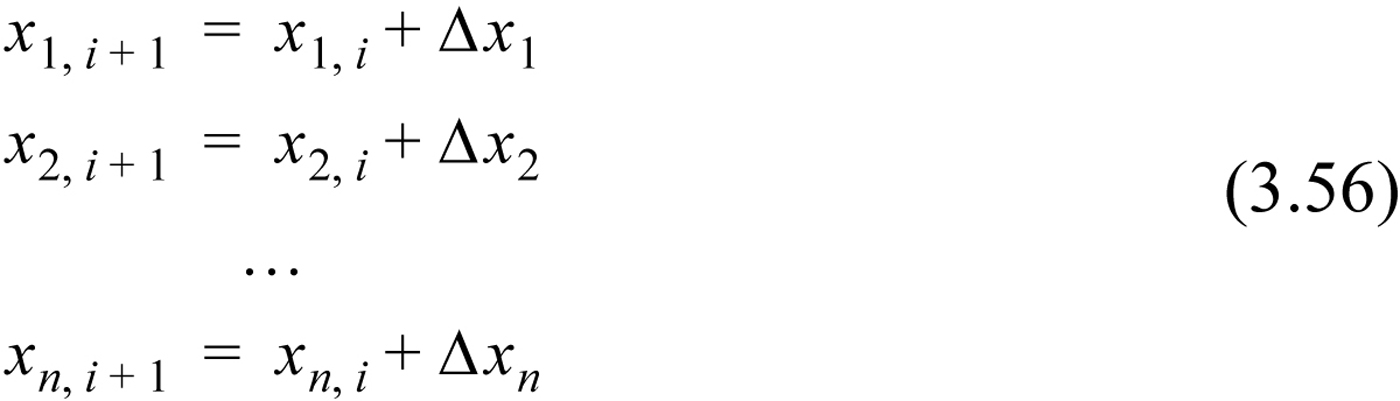 x₁, ᵢ ₊ ₁ = x₁, ᵢ + Δx₁
x₂, ᵢ ₊ ₁ = x₂, ᵢ + Δx₂
(3.56)
…
xₙ, ᵢ ₊ ₁ = xₙ, ᵢ + Δxₙ